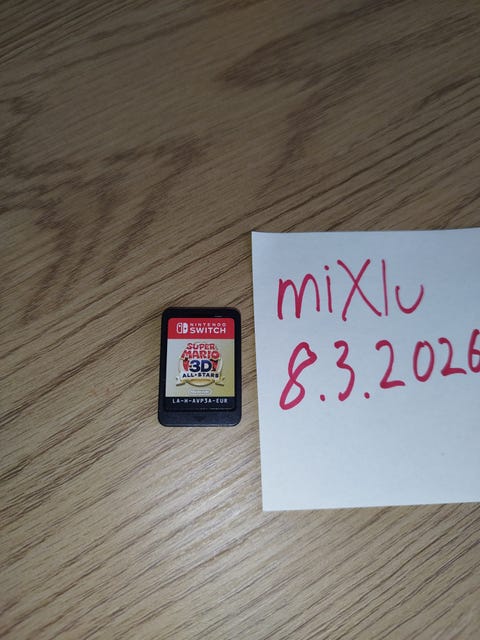 NINTENDO
SWITCH
SUPER
MARIO
3D
ALL-STARS
LA-H-AVP3A-EUR
miXlu
8.3.2026